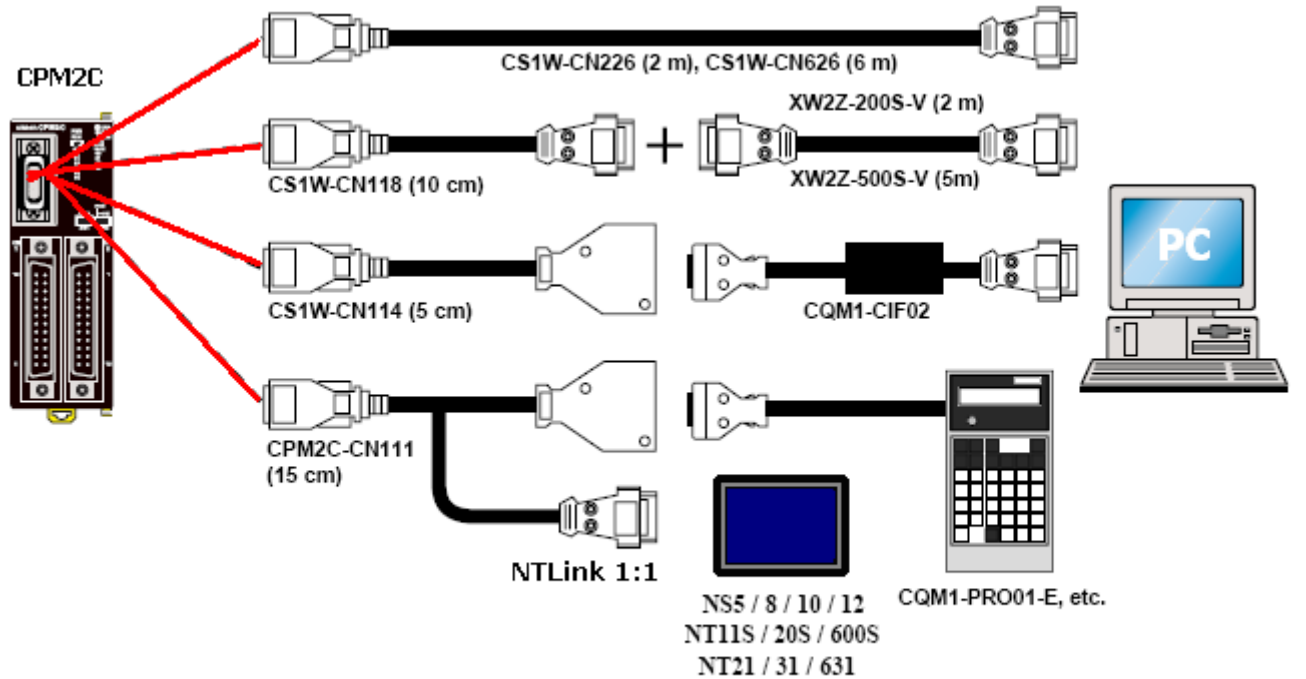 CPM2C
CS1W-CN226 (2 m), CS1W-CN626 (6 m)
XW2Z-200S-V (2 m)
CS1W-CN118 (10 cm)
+
XW2Z-500S-V (5m)
PC
CS1W-CN114 (5 cm)
CQM1-CIF02
CPM2C-CN111
(15 cm)
NTLink 1:1
NS5 / 8 / 10 / 12
NT11S / 20S / 600S
NT21 / 31 / 631
CQM1-PRO01-E, etc.